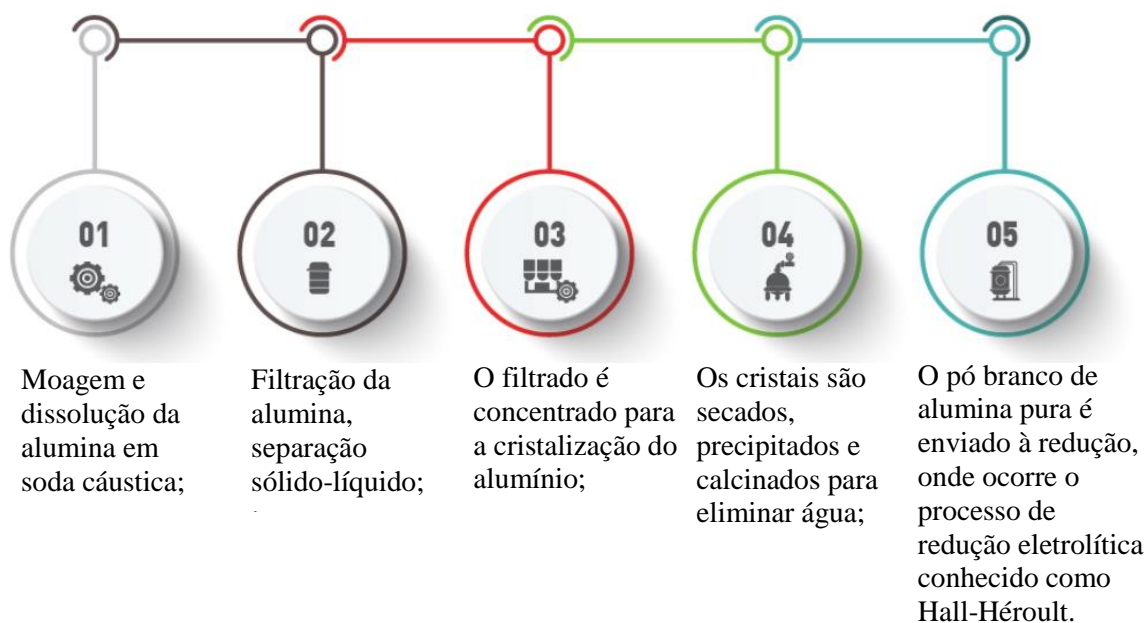 01
02
03
04
05
Moagem e
dissolução da
alumina em
soda cáustica;
Filtração da
alumina,
separação
sólido-líquido;
.
O filtrado é
concentrado para
a cristalização do
alumínio;
Os cristais são
secados,
precipitados e
calcinados para
eliminar água;
O pó branco de
alumina pura é
enviado à redução,
onde ocorre o
processo de
redução eletrolítica
conhecido como
Hall-Héroult.